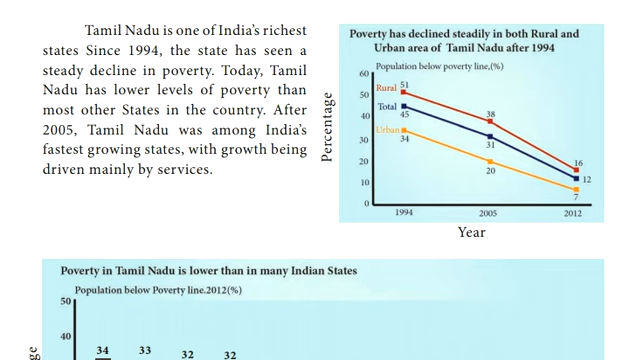 Tamil Nadu is one of India's richest
states Since 1994, the state has seen a
steady decline in poverty. Today, Tamil
Nadu has lower levels of poverty than
most other States in the country. After
2005, Tamil Nadu was among India's
fastest growing states, with growth being
driven mainly by services.
Poverty has declined steadily in both Rural and
Urban area of Tamil Nadu after 1994
Population below poverty line,(%)
Percentage
60
50
40
30
20
10
0
Rural 51
Total
45
Urban
34
38
31
20
16
12
7
1994 2005 2012
Year
Poverty in Tamil Nadu is lower than in many Indian States
Population below Poverty line.2012(%)
50
40
34 33 32 32